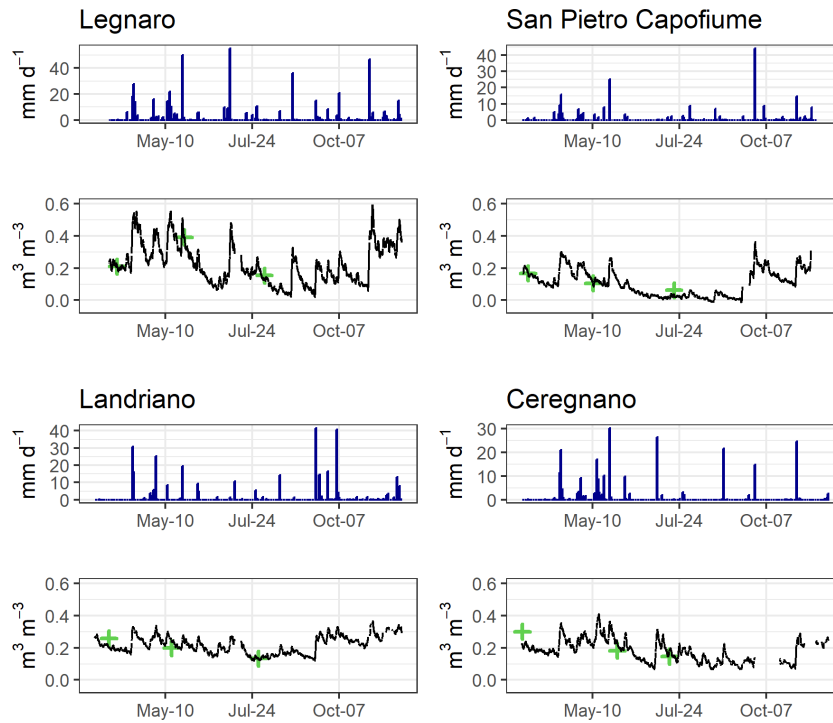 Legnaro
mm d⁻¹
40
20
0
May-10 Jul-24 Oct-07
m³ m⁻³
0.6
0.4
0.2
0.0
May-10 Jul-24 Oct-07
San Pietro Capofiume
mm d⁻¹
40
30
20
10
0
May-10 Jul-24 Oct-07
m³ m⁻³
0.6
0.4
0.2
0.0
May-10 Jul-24 Oct-07
Landriano
mm d⁻¹
40
30
20
10
0
May-10 Jul-24 Oct-07
m³ m⁻³
0.6
0.4
0.2
0.0
May-10 Jul-24 Oct-07
Ceregnano
mm d⁻¹
30
20
10
0
May-10 Jul-24 Oct-07
m³ m⁻³
0.6
0.4
0.2
0.0
May-10 Jul-24 Oct-07